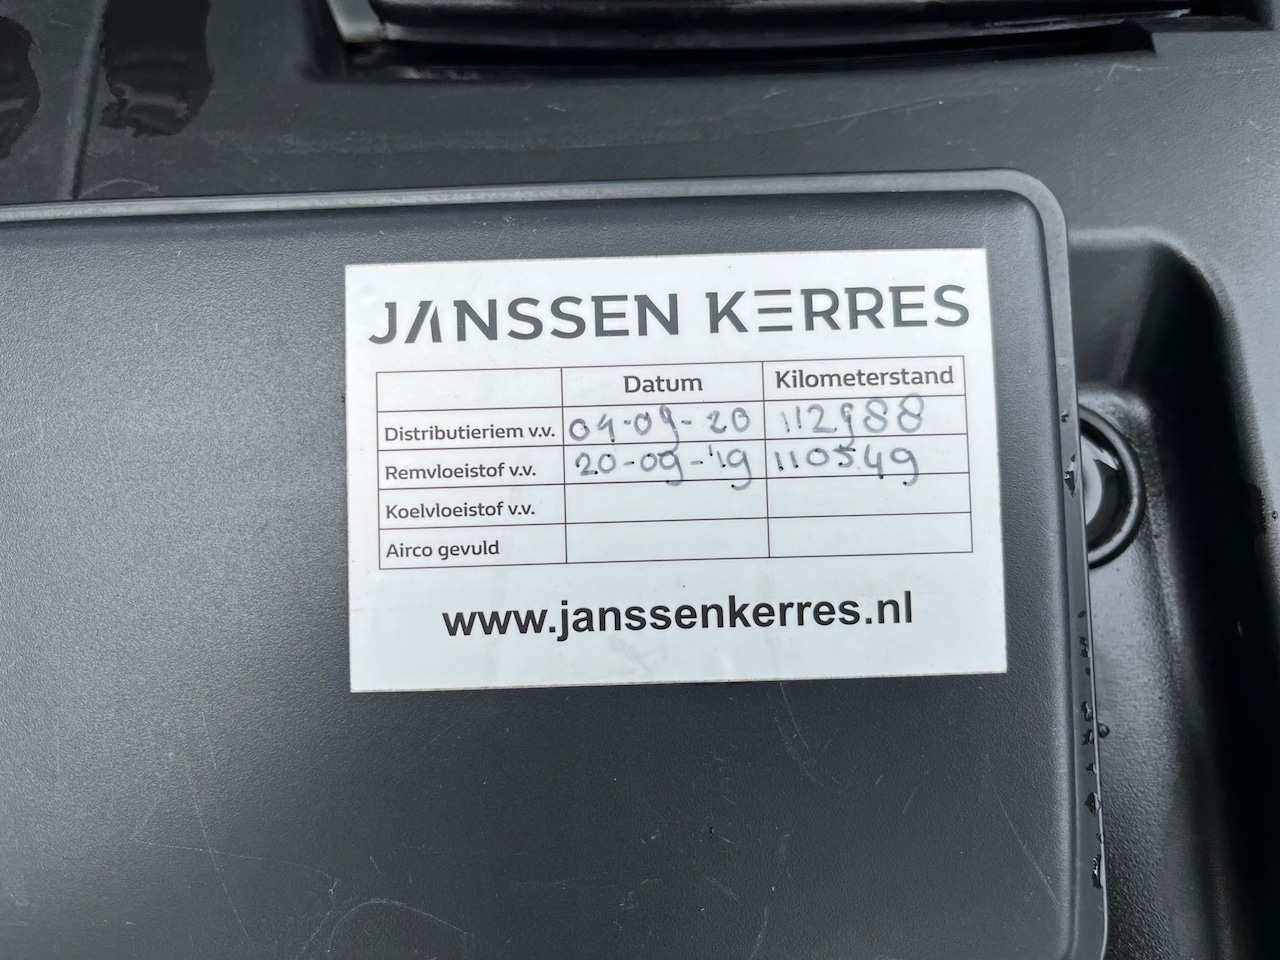 JANSSEN KERRES
Datum Kilometerstand
Distributieriem v.v. 04-09-20 112988
Remvloeistof v.v. 20-09-'19 110549
Koelvloeistof v.v.
Airco gevuld
www.janssenkerres.nl